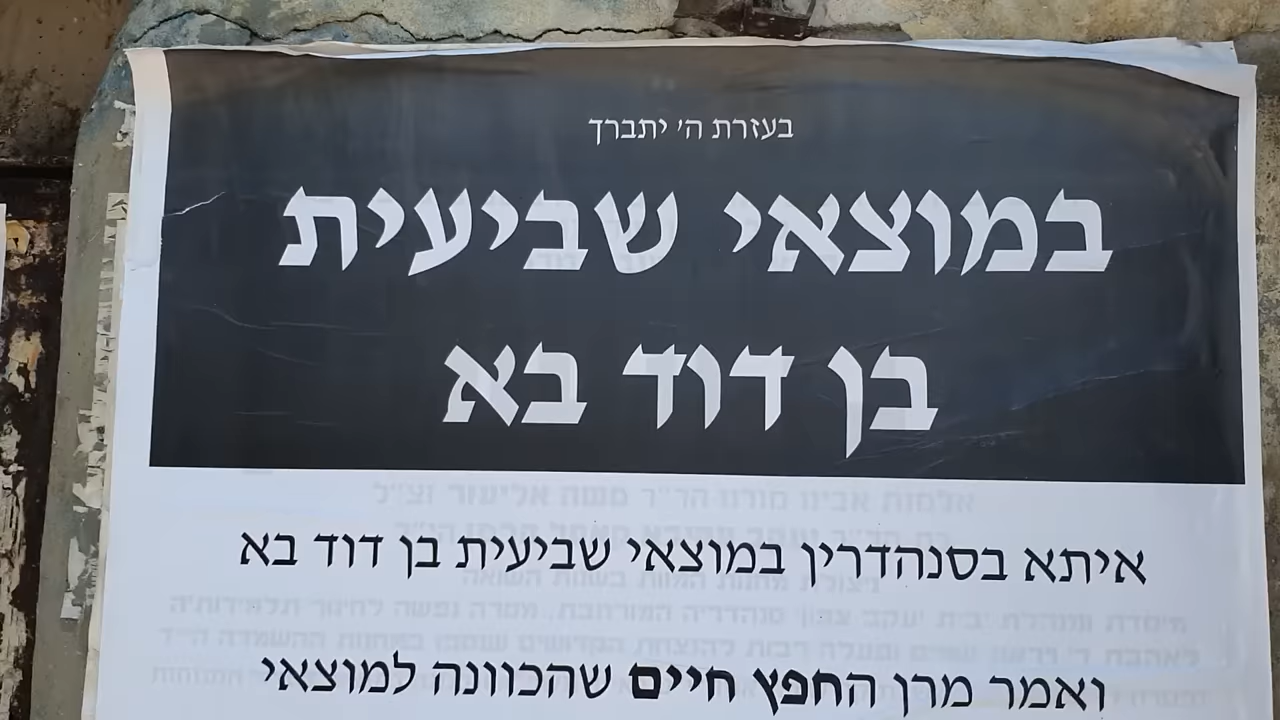 בעזרת ה' יתברך
במוצאי שביעית
בן דוד בא
איתא בסנהדרין במוצאי שביעית בן דוד בא
ואמר מרן החפץ חיים שהכוונה למוצאי